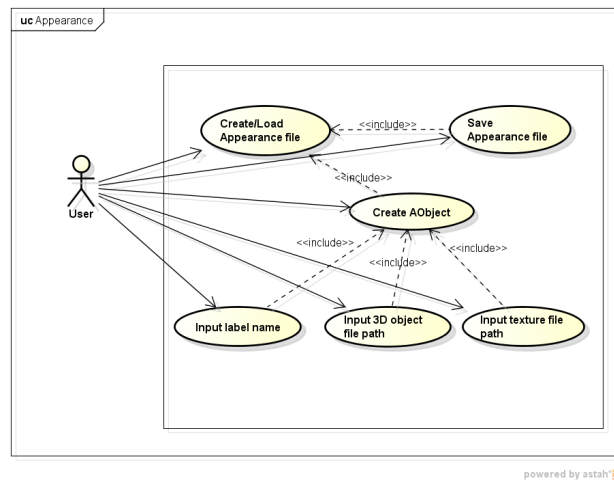 uc Appearance
Create/Load
Appearance file
<<include>>
Save
Appearance file
<<include>>
User
Create AObject
<<include>>
<<include>>
<<include>>
Input label name
Input 3D object
file path
Input texture file
path
powered by astah*